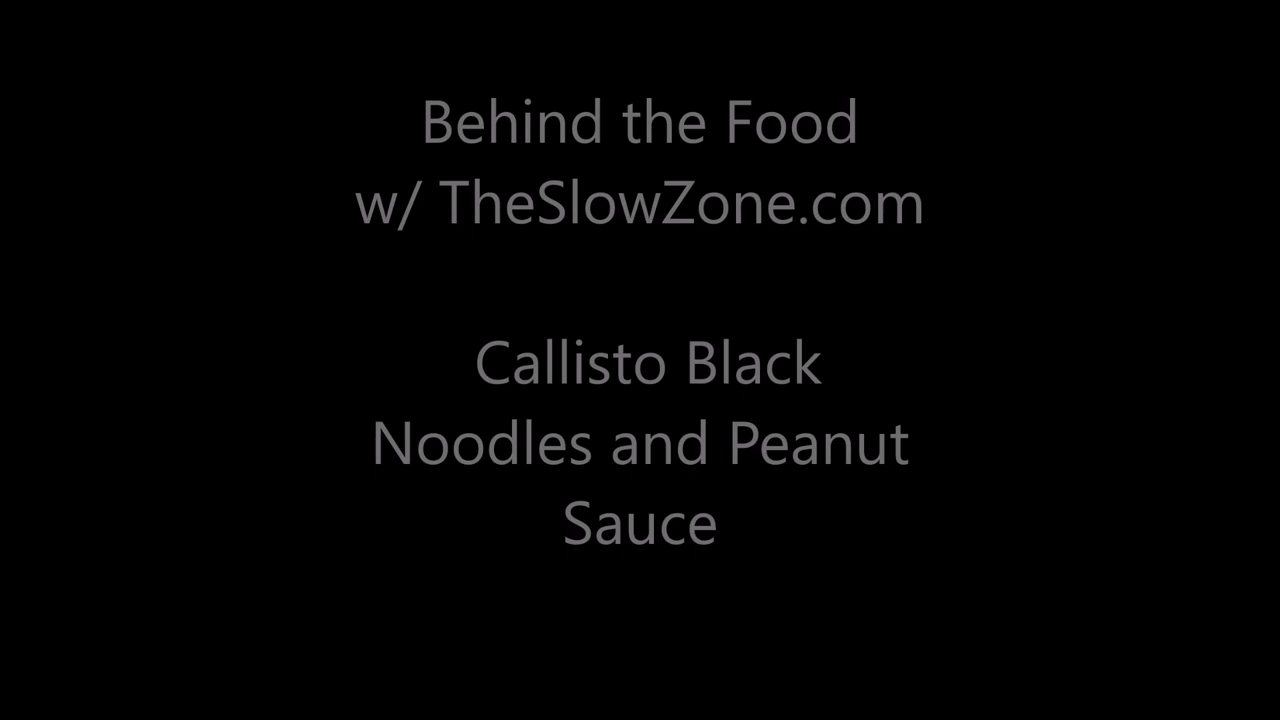 Behind the Food
w/ TheSlowZone.com
Callisto Black
Noodles and Peanut
Sauce